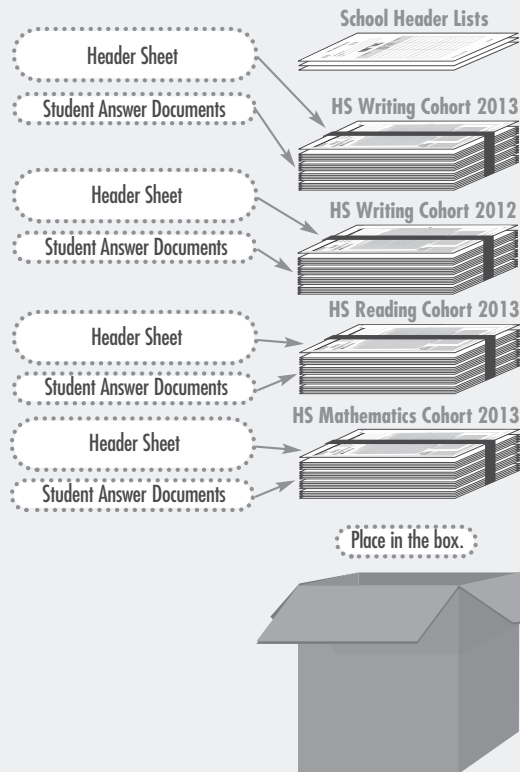 School Header Lists
Header Sheet
HS Writing Cohort 2013
Student Answer Documents
Header Sheet
HS Writing Cohort 2012
Student Answer Documents
HS Reading Cohort 2013
Header Sheet
Student Answer Documents
HS Mathematics Cohort 2013
Header Sheet
Student Answer Documents
Place in the box.